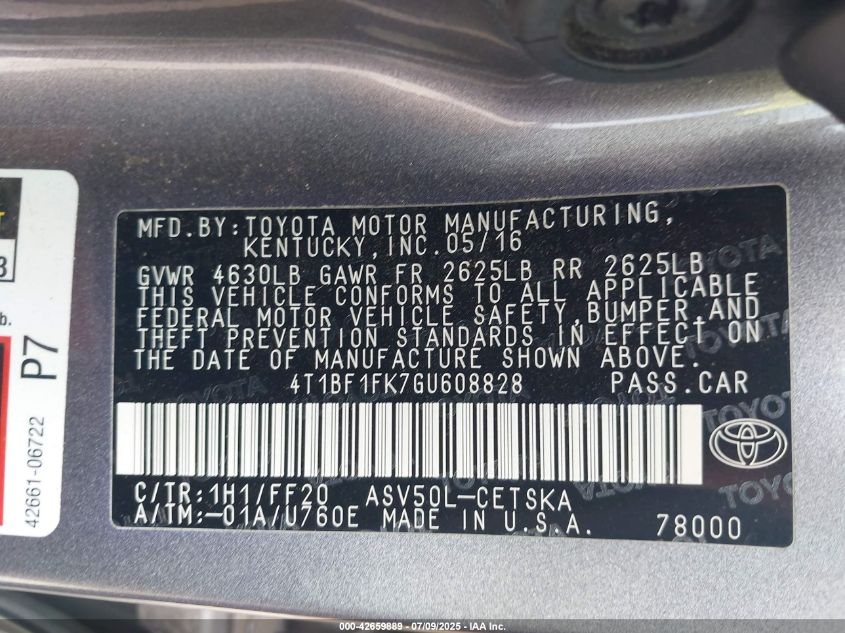 MFD. BY: TOYOTA MOTOR MANUFACTURING,
KENTUCKY, INC. 05/16
GVWR 4630LB GAWR FR 2625LB RR 2625LB
THIS VEHICLE CONFORMS TO ALL APPLICABLE
FEDERAL MOTOR VEHICLE SAFETY, BUMPER, AND
THEFT PREVENTION STANDARDS IN EFFECT ON
THE DATE OF MANUFACTURE SHOWN ABOVE.
4T1BF1FK7GU608828 PASS.CAR
C/TR: 1H1/FF20 ASV50L-CETSKA
A/TM:-01A/U760E MADE IN U.S.A. 78000
TOYOTA
P7
42661-06722
000-42659889 / 07/09/2025 - IAA Inc.